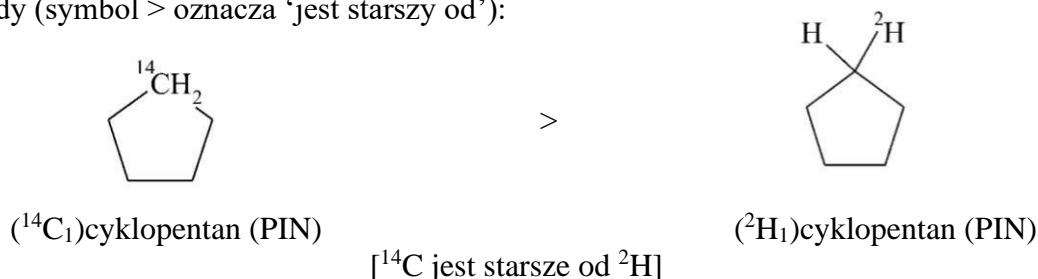 dy (symbol > oznacza ‘jest starszy od’):
¹⁴CH₂
>
H ²H
(¹⁴C₁)cyklopentan (PIN) (²H₁)cyklopentan (PIN)
[¹⁴C jest starsze od ²H]